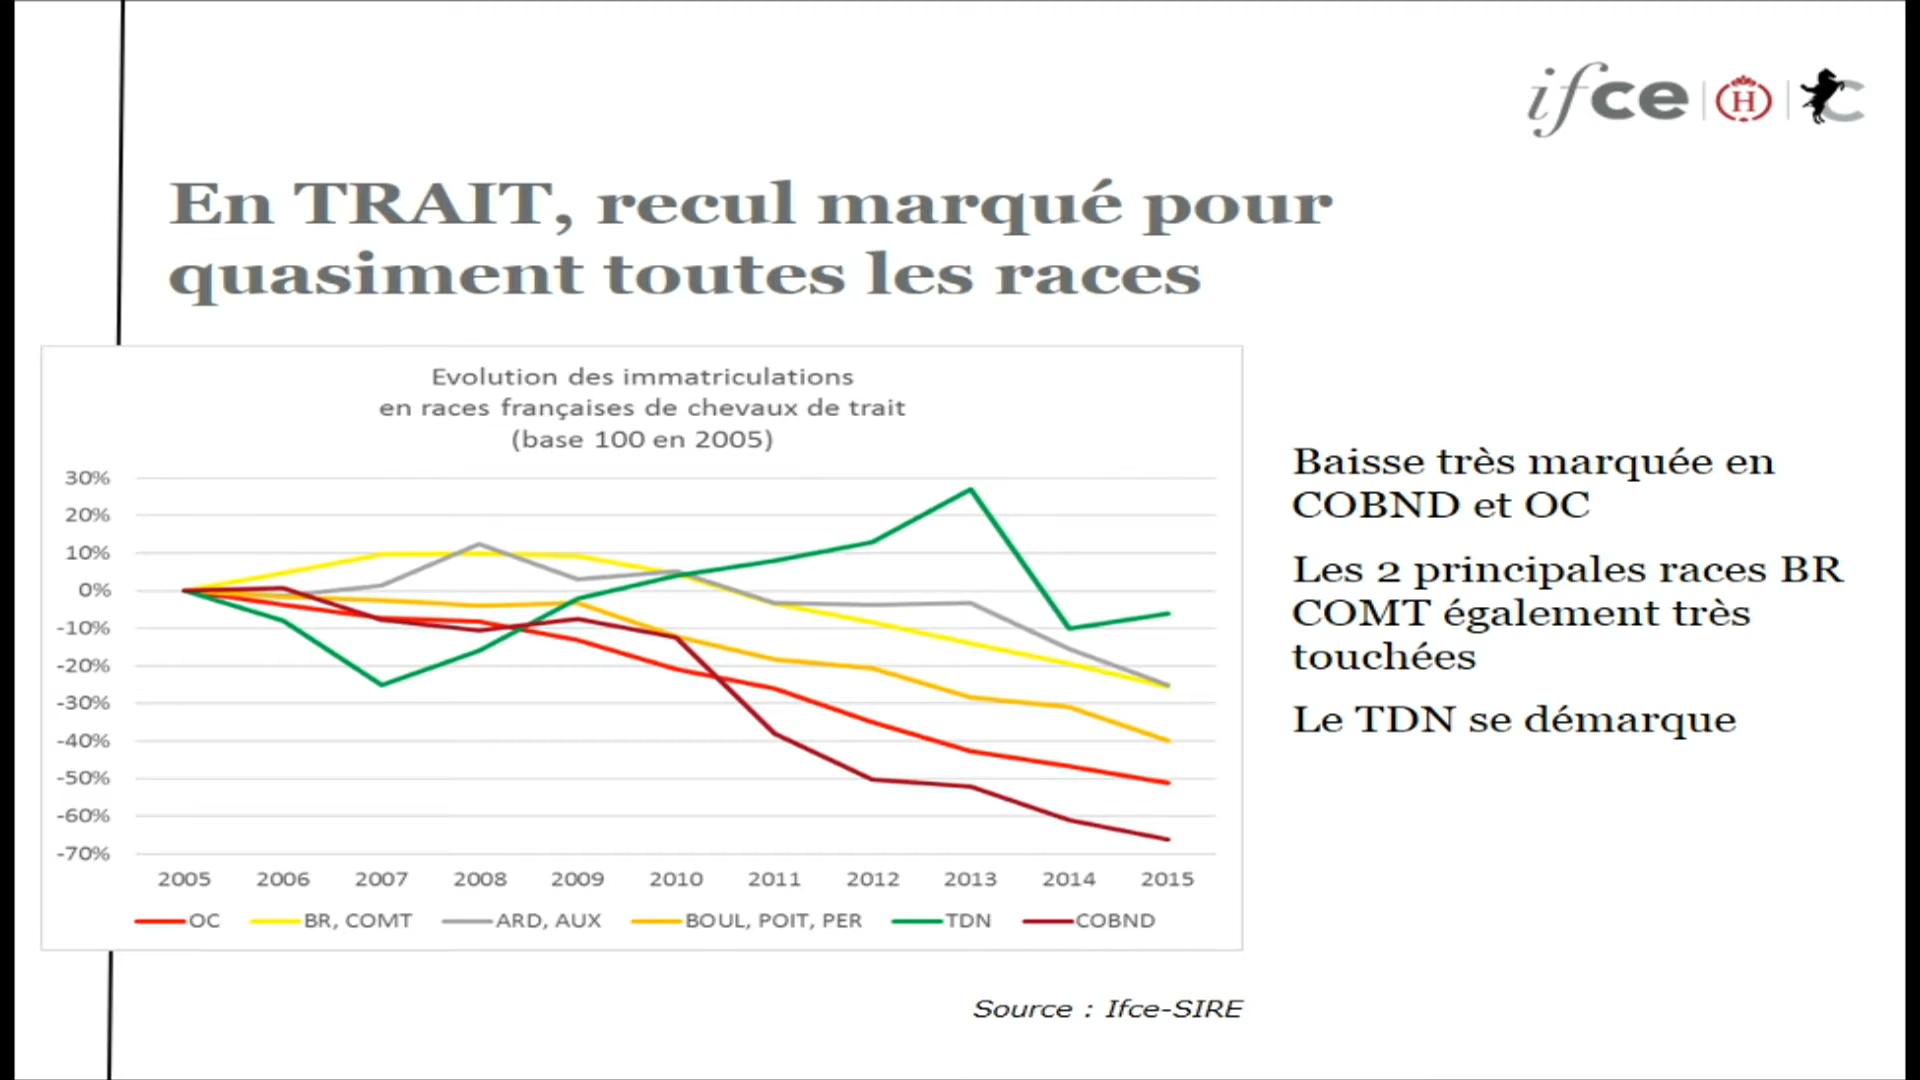 ifce
H
En TRAIT, recul marqué pour
quasiment toutes les races
Evolution des immatriculations
en races françaises de chevaux de trait
(base 100 en 2005)
30%
20%
10%
0%
-10%
-20%
-30%
-40%
-50%
-60%
-70%
2005 2006 2007 2008 2009 2010 2011 2012 2013 2014 2015
OC BR, COMT ARD, AUX BOUL, POIT, PER TDN COBND
Baisse très marquée en
COBND et OC
Les 2 principales races BR
COMT également très
touchées
Le TDN se démarque
Source : Ifce-SIRE